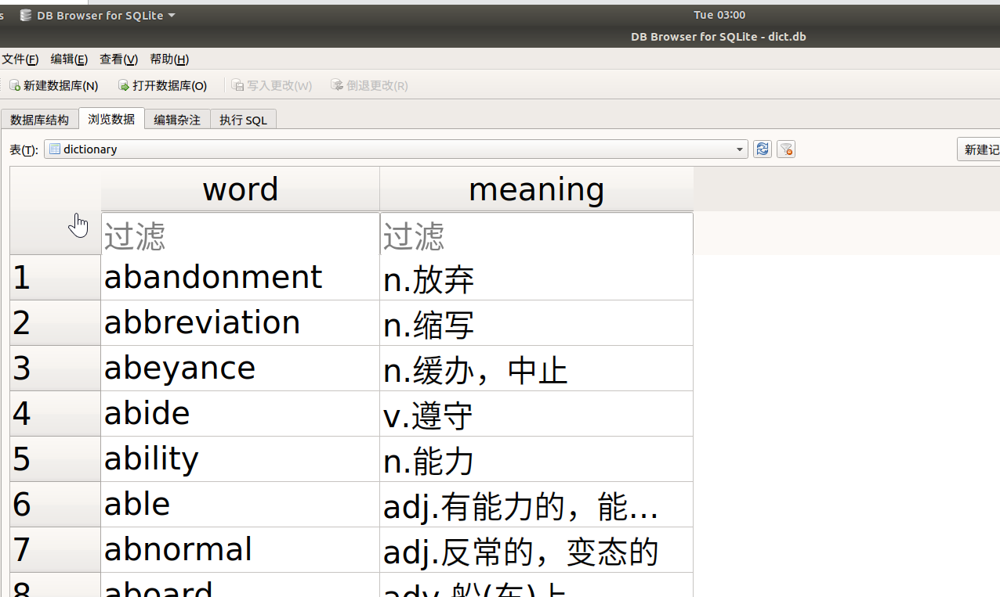 s DB Browser for SQLite Tue 03:00
DB Browser for SQLite - dict.db
文件(F) 编辑(E) 查看(V) 帮助(H)
新建数据库(N) 打开数据库(O) 写入更改(W) 倒退更改(R)
数据库结构 浏览数据 编辑杂注 执行 SQL
表(T): dictionary 新建记
word meaning
过滤 过滤
1 abandonment n.放弃
2 abbreviation n.缩写
3 abeyance n.缓办，中止
4 abide v.遵守
5 ability n.能力
6 able adj.有能力的，能...
7 abnormal adj.反常的，变态的
8 aboard adv.船(车)上